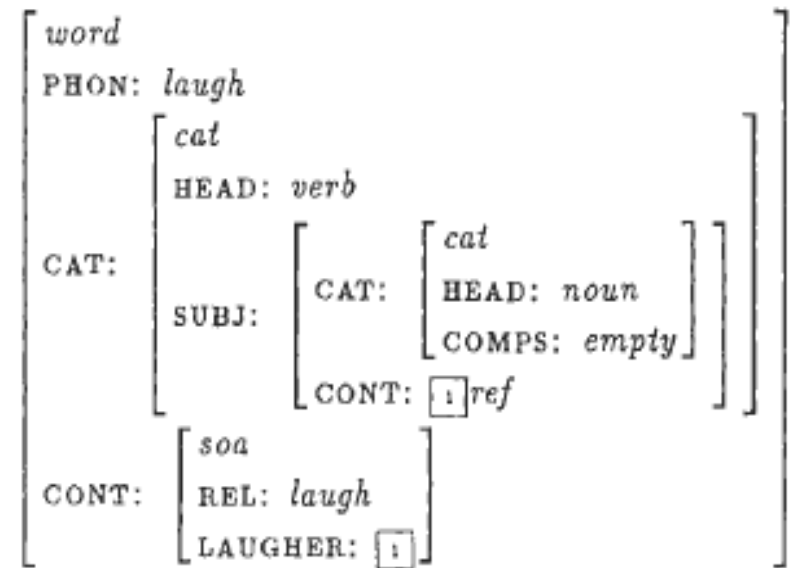 word
PHON: laugh
cat
HEAD: verb
CAT:
SUBJ:
CAT:
cat
HEAD: noun
COMPS: empty
CONT: 1 ref
CONT:
soa
REL: laugh
LAUGHER: 1